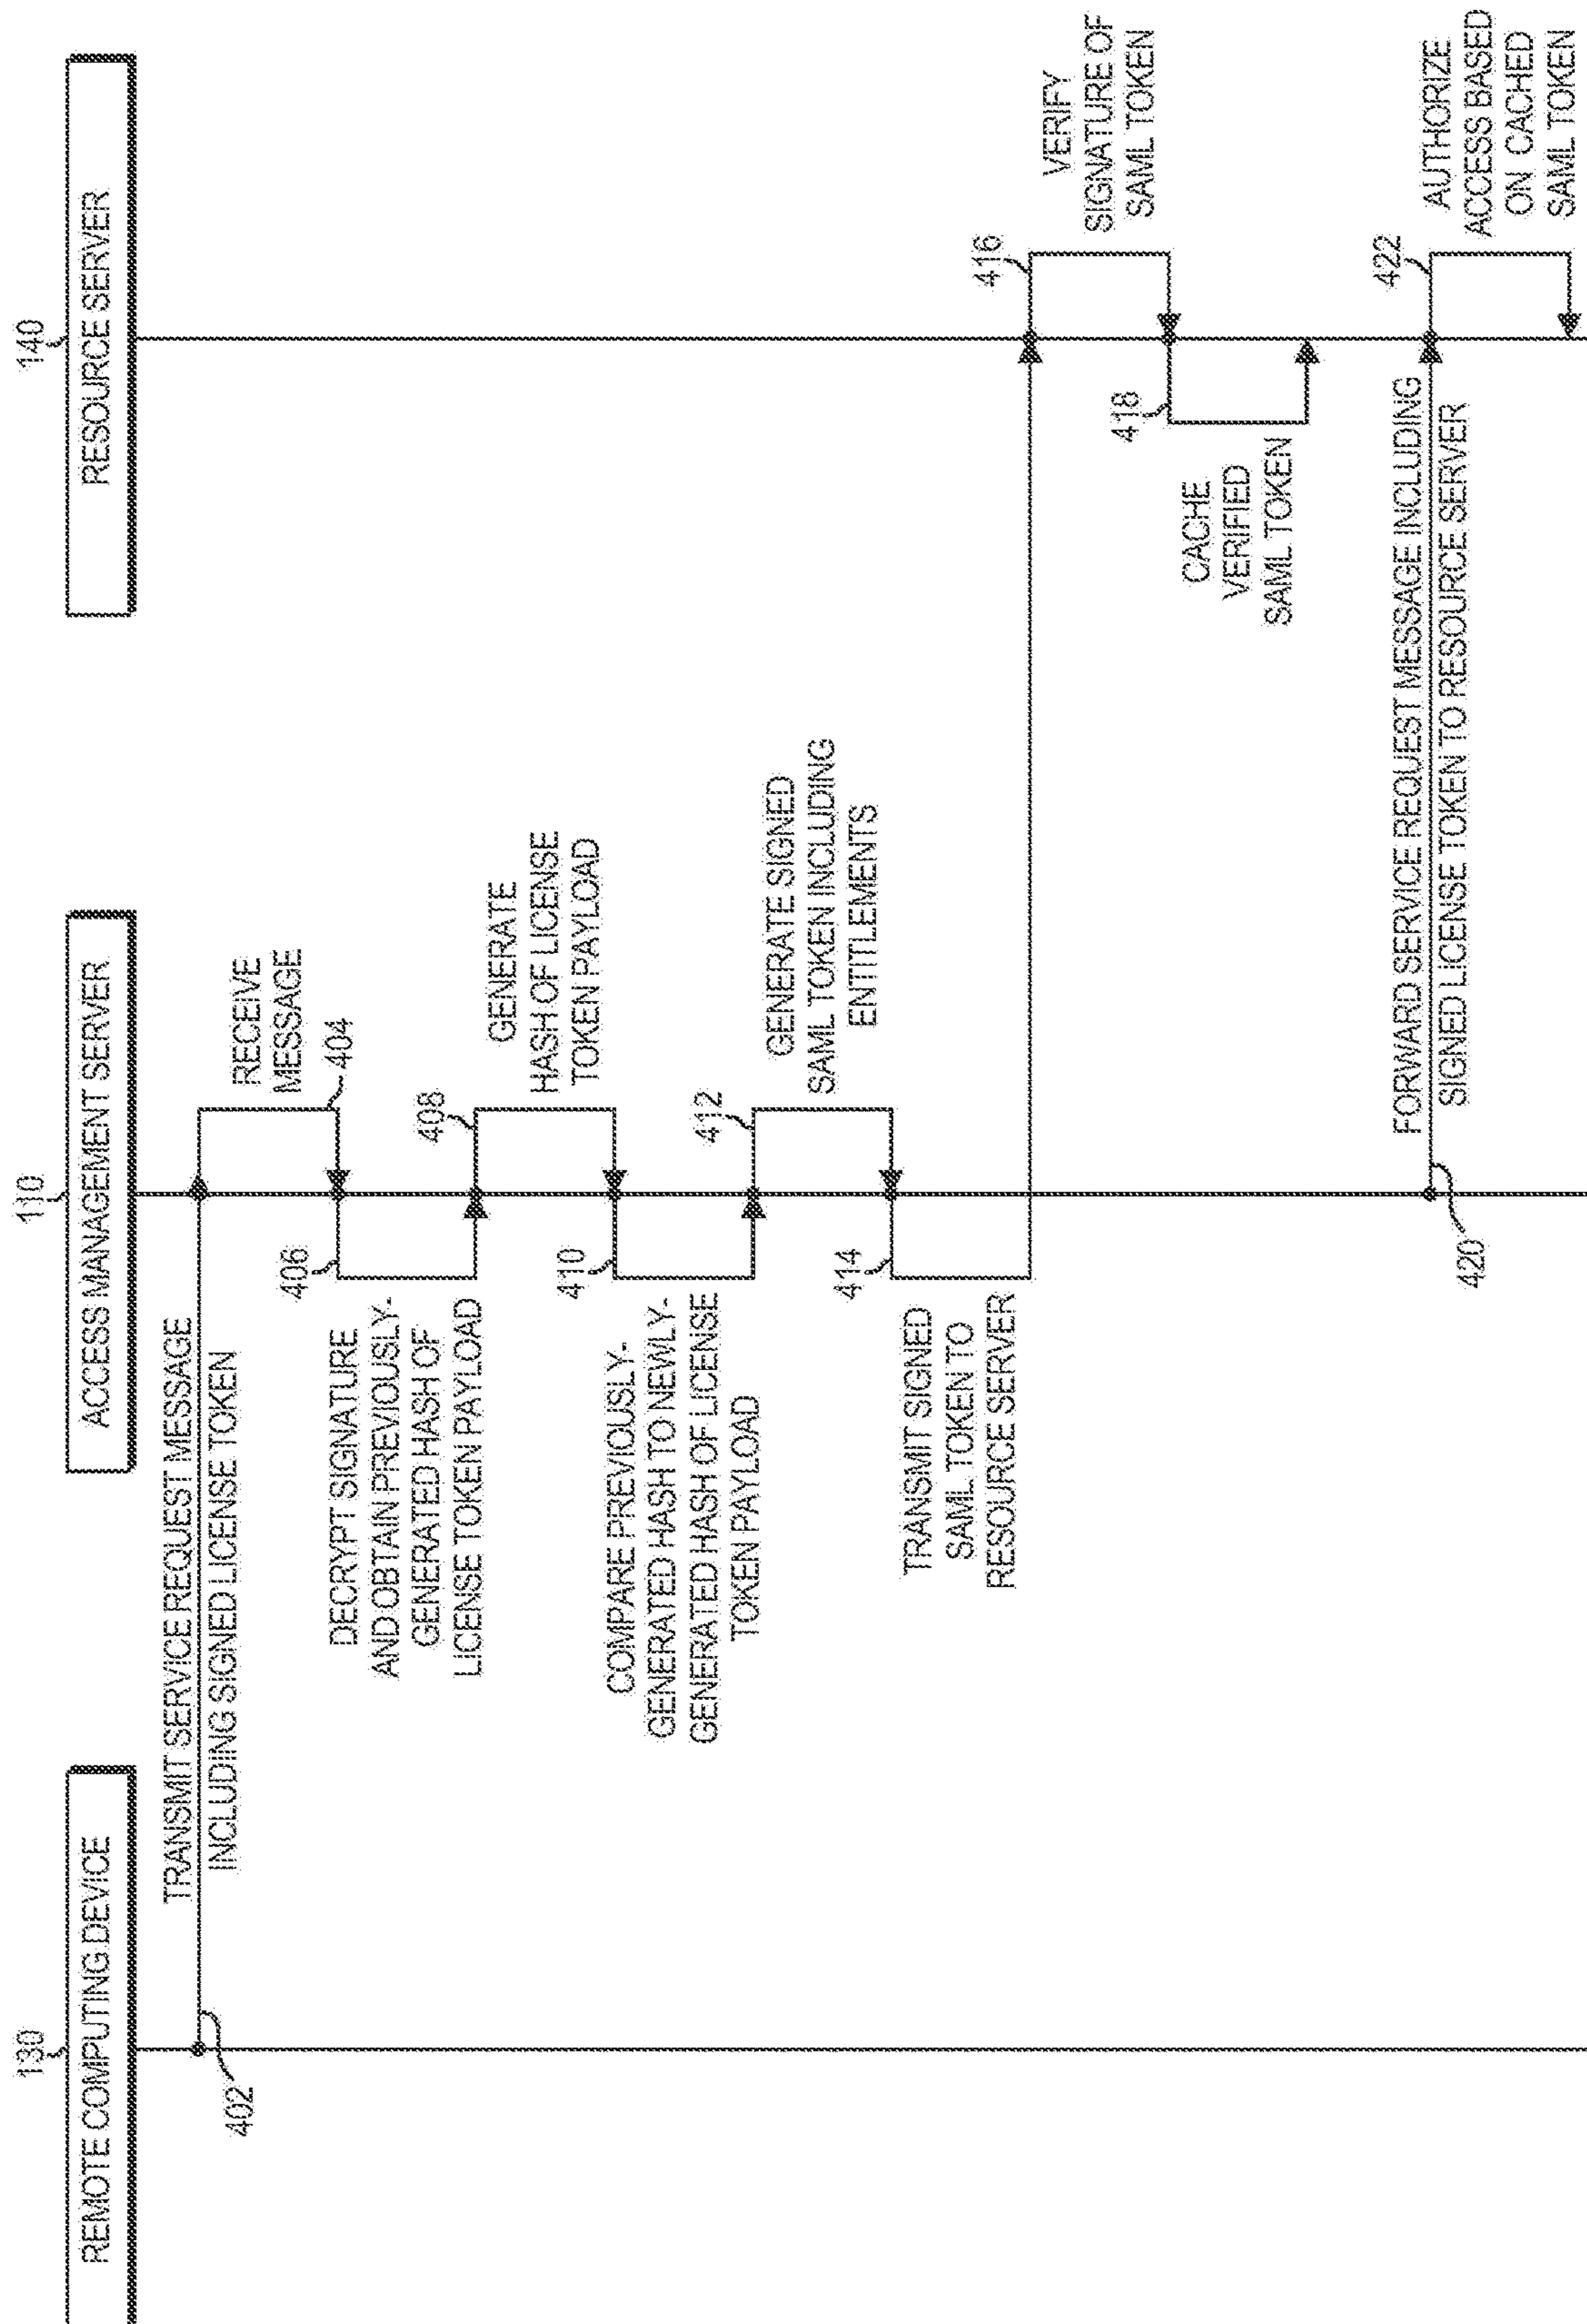 130
REMOTE COMPUTING DEVICE
110
ACCESS MANAGEMENT SERVER
140
RESOURCE SERVER
TRANSMIT SERVICE REQUEST MESSAGE
INCLUDING SIGNED LICENSE TOKEN
402
RECEIVE
MESSAGE
404
406
DECRYPT SIGNATURE
AND OBTAIN PREVIOUSLY-
GENERATED HASH OF
LICENSE TOKEN PAYLOAD
408
GENERATE
HASH OF LICENSE
TOKEN PAYLOAD
410
COMPARE PREVIOUSLY-
GENERATED HASH TO NEWLY-
GENERATED HASH OF LICENSE
TOKEN PAYLOAD
412
GENERATE SIGNED
SAML TOKEN INCLUDING
ENTITLEMENTS
414
TRANSMIT SIGNED
SAML TOKEN TO
RESOURCE SERVER
416
VERIFY
SIGNATURE OF
SAML TOKEN
418
CACHE
VERIFIED
SAML TOKEN
FORWARD SERVICE REQUEST MESSAGE INCLUDING
SIGNED LICENSE TOKEN TO RESOURCE SERVER
420
422
AUTHORIZE
ACCESS BASED
ON CACHED
SAML TOKEN